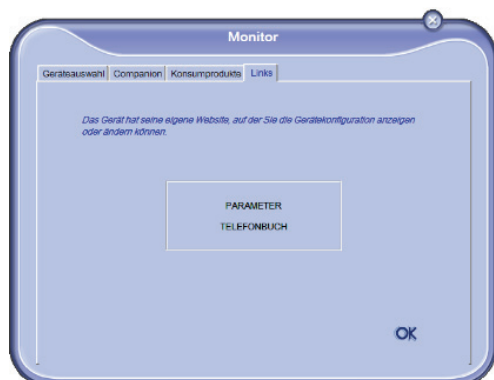 Monitor
Geräteauswahl Companion Konsumprodukte Links
Das Gerät hat seine eigene Website, auf der Sie die Gerätekonfiguration anzeigen
oder ändern können.
PARAMETER
TELEFONBUCH
OK